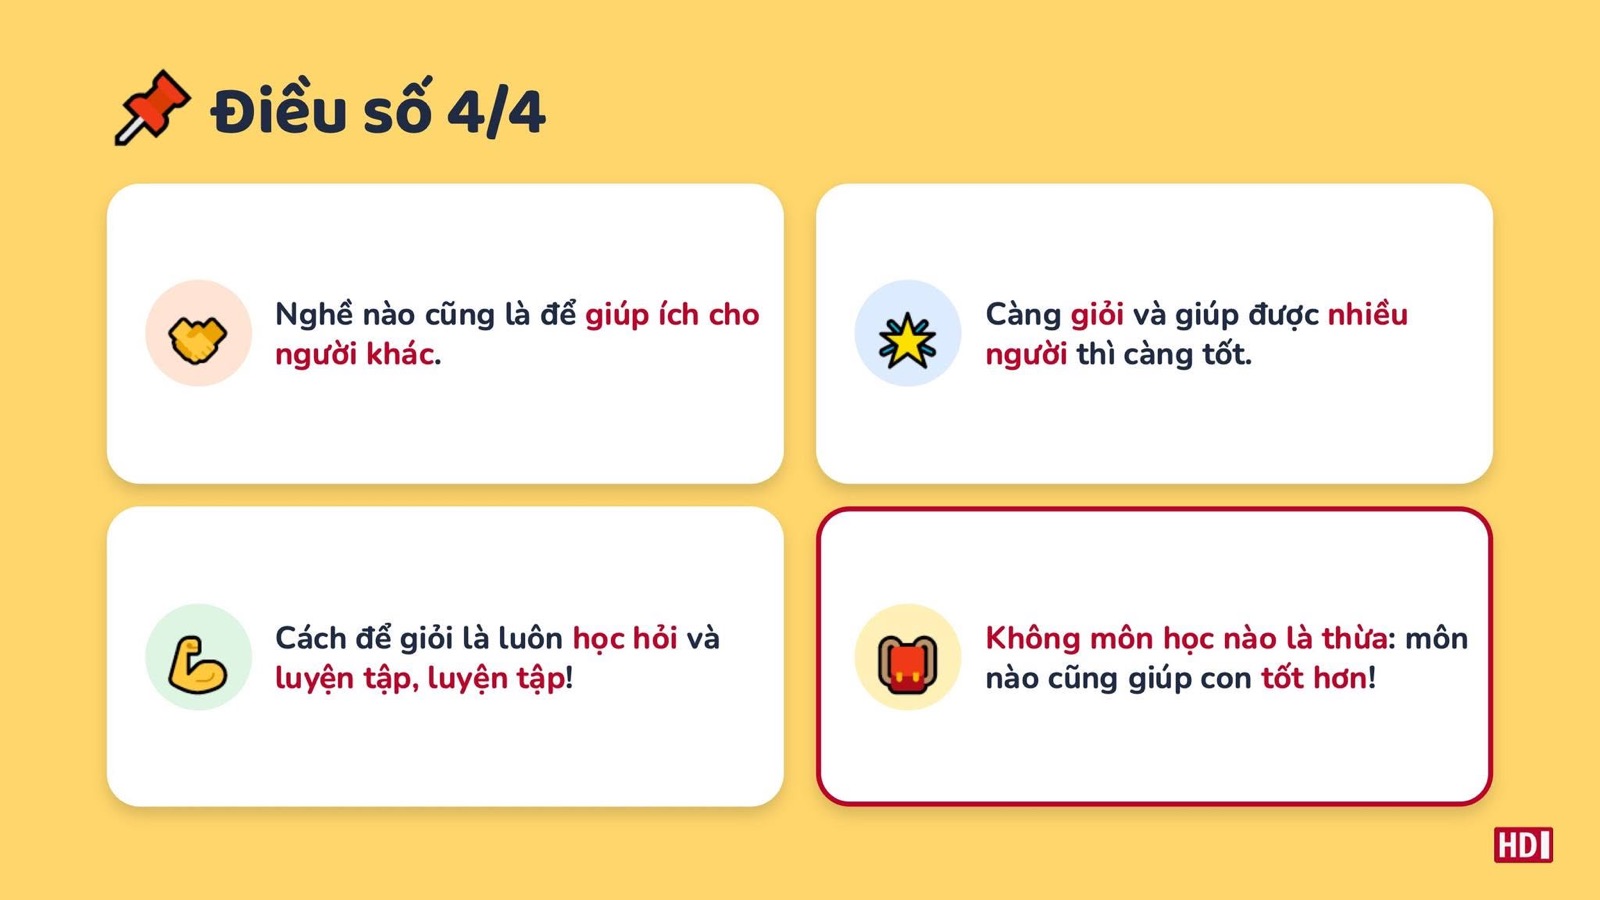 Điều số 4/4
Nghề nào cũng là để giúp ích cho
người khác.
Càng giỏi và giúp được nhiều
người thì càng tốt.
Cách để giỏi là luôn học hỏi và
luyện tập, luyện tập!
Không môn học nào là thừa: môn
nào cũng giúp con tốt hơn!
HDI